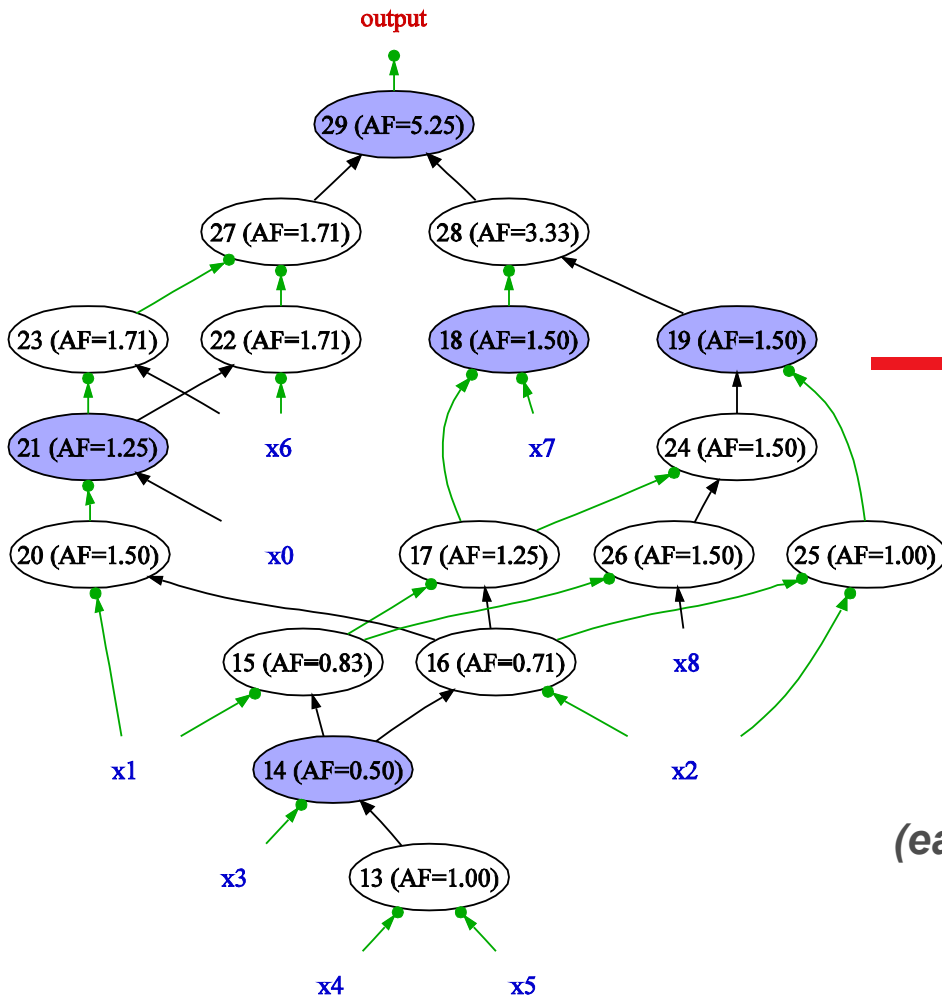 output
29 (AF=5.25)
27 (AF=1.71)
28 (AF=3.33)
23 (AF=1.71)
22 (AF=1.71)
18 (AF=1.50)
19 (AF=1.50)
21 (AF=1.25)
x6
x7
24 (AF=1.50)
20 (AF=1.50)
x0
17 (AF=1.25)
26 (AF=1.50)
25 (AF=1.00)
15 (AF=0.83)
16 (AF=0.71)
x8
x1
14 (AF=0.50)
x2
(ea
x3
13 (AF=1.00)
x4
x5